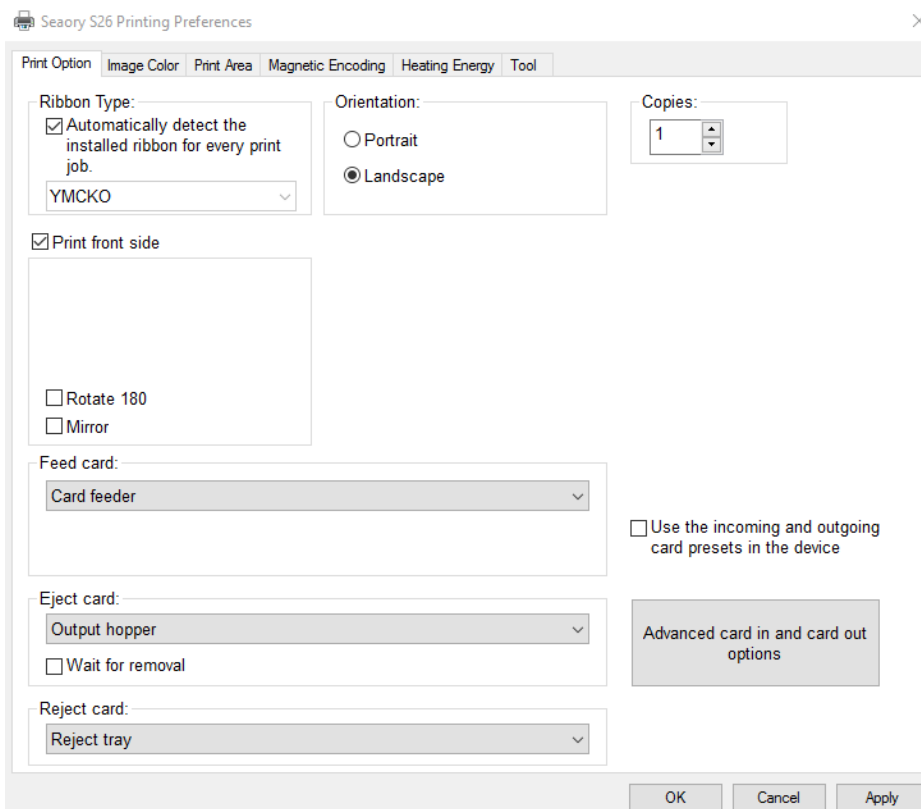 Seaory S26 Printing Preferences
Print Option Image Color Print Area Magnetic Encoding Heating Energy Tool
Ribbon Type:
Automatically detect the
installed ribbon for every print
job.
YMCKO
Orientation:
Portrait
Landscape
Copies:
1
Print front side
Rotate 180
Mirror
Feed card:
Card feeder
Use the incoming and outgoing
card presets in the device
Eject card:
Output hopper
Wait for removal
Advanced card in and card out
options
Reject card:
Reject tray
OK Cancel Apply